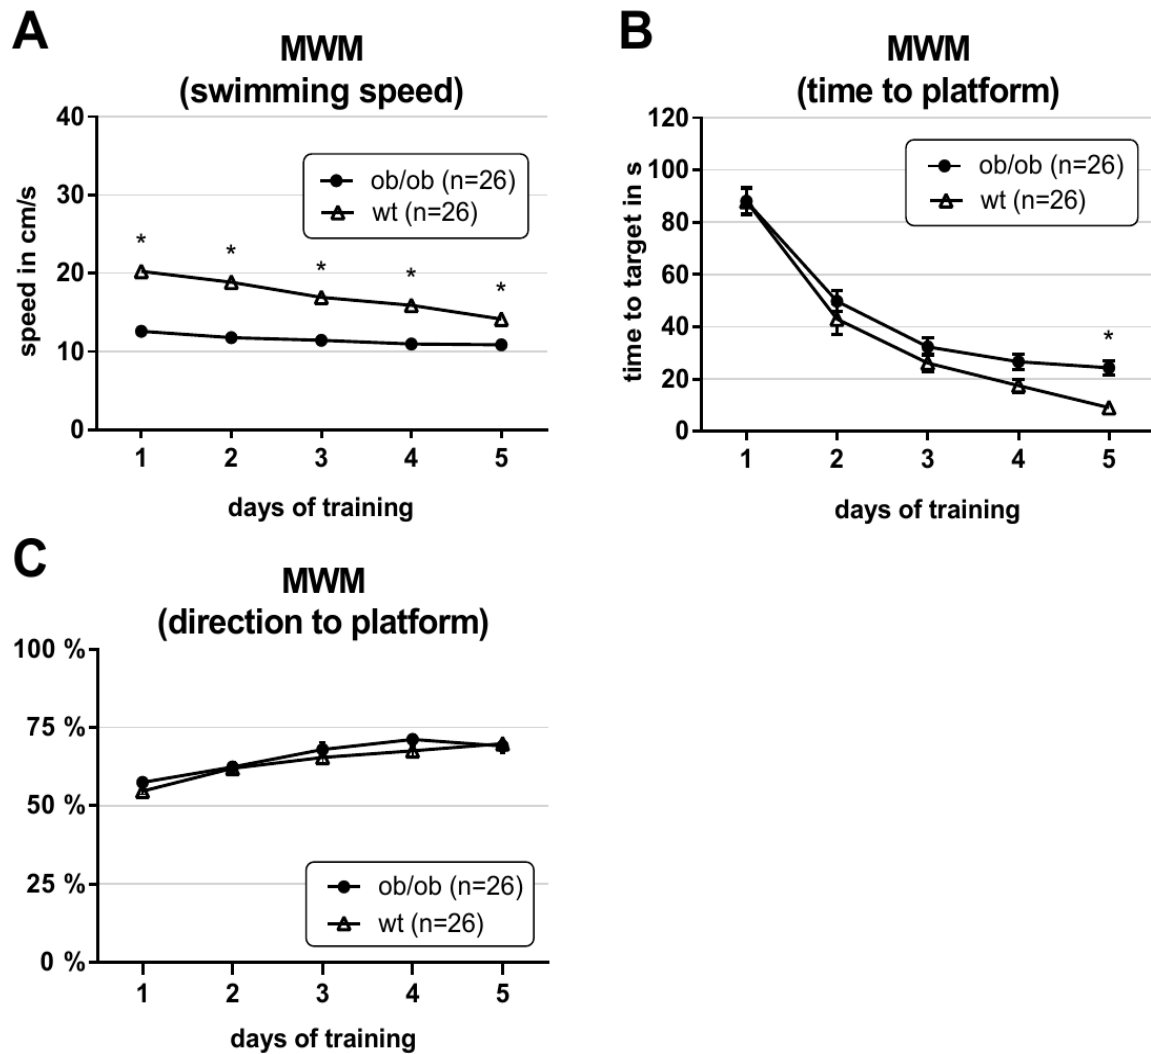 A
MWM
(swimming speed)
40
30
20
10
0
speed in cm/s
ob/ob (n=26)
wt (n=26)
*
*
*
*
*
1 2 3 4 5
days of training
B
MWM
(time to platform)
120
100
80
60
40
20
0
time to target in s
ob/ob (n=26)
wt (n=26)
*
1 2 3 4 5
days of training
C
MWM
(direction to platform)
100 %
75 %
50 %
25 %
0 %
ob/ob (n=26)
wt (n=26)
1 2 3 4 5
days of training